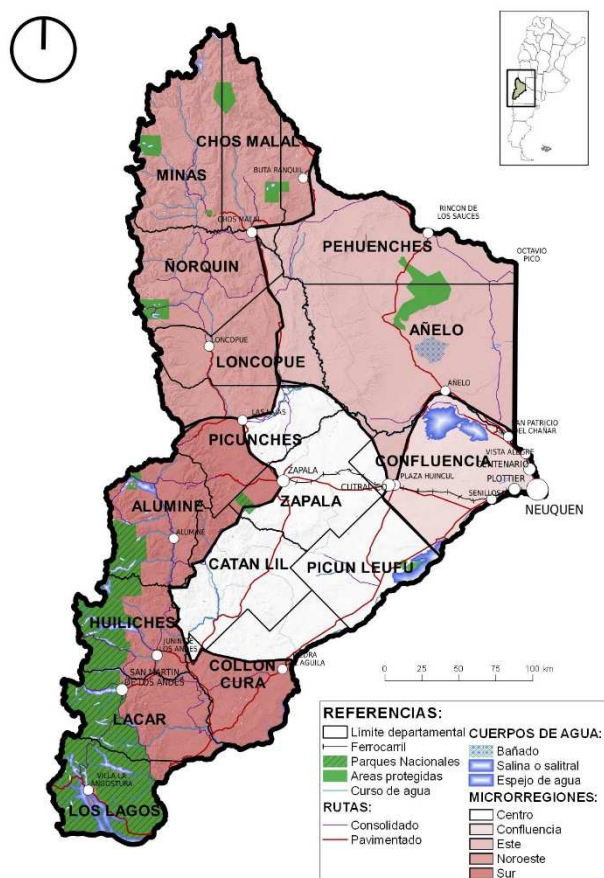 CHOS MALAL
MINAS
BUTA RANQUIL
CHOS MALAL
RINCON DE
LOS SAUCES
PEHUENCHES
OCTAVIO
PICO
ÑORQUIN
AÑELO
LONCOPUE
LONCOPUE
AÑELO
LAS LAJAS
PICUNCHES
AN PATRICIO
DEL CHAÑAR
CONFLUENCIA
VISTA ALEGRE
CENTENARIO
ZAPALA
CUTRAL
PLAZA HUINCUL
PLOTTIER
ZAPALA
SENILLOSA
NEUQUEN
ALUMINE
ALUMINE
CATAN LIL
PICUN LEUFU
HUILICHES
JUNIN DE
LOS ANDES
SAN MARTIN
DE LOS ANDES
COLLON
CURA
EDRA
AGUILA
LACAR
0 25 50 75 100 km
VILLA LA
ANGOSTURA
LOS LAGOS
REFERENCIAS:
Límite departamental
Ferrocarril
Parques Nacionales
Areas protegidas
Curso de agua
RUTAS:
Consolidado
Pavimentado
CUERPOS DE AGUA:
Bañado
Salina o salitral
Espejo de agua
MICRORREGIONES:
Centro
Confluencia
Este
Noroeste
Sur